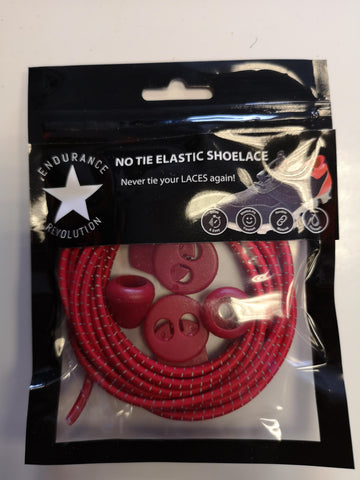 ENDURANCE
REVOLUTION
NO TIE ELASTIC SHOELACE
Never tie your LACES again!